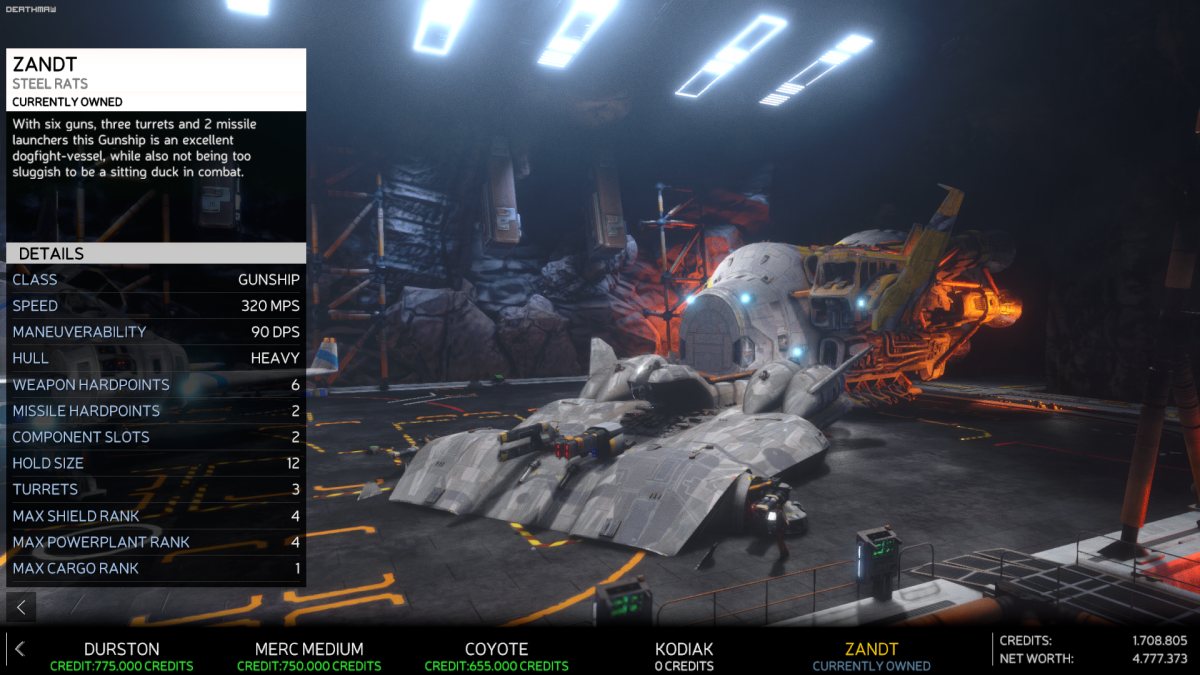 DEATHMAW
ZANDT
STEEL RATS
CURRENTLY OWNED
With six guns, three turrets and 2 missile
launchers this Gunship is an excellent
dogfight-vessel, while also not being too
sluggish to be a sitting duck in combat.
DETAILS
CLASS GUNSHIP
SPEED 320 MPS
MANEUVERABILITY 90 DPS
HULL HEAVY
WEAPON HARDPOINTS 6
MISSILE HARDPOINTS 2
COMPONENT SLOTS 2
HOLD SIZE 12
TURRETS 3
MAX SHIELD RANK 4
MAX POWERPLANT RANK 4
MAX CARGO RANK 1
DURSTON MERC MEDIUM COYOTE KODIAK ZANDT
CREDIT:775.000 CREDITS CREDIT:750.000 CREDITS CREDIT:655.000 CREDITS 0 CREDITS CURRENTLY OWNED
CREDITS: 1.708.805
NET WORTH: 4.777.373